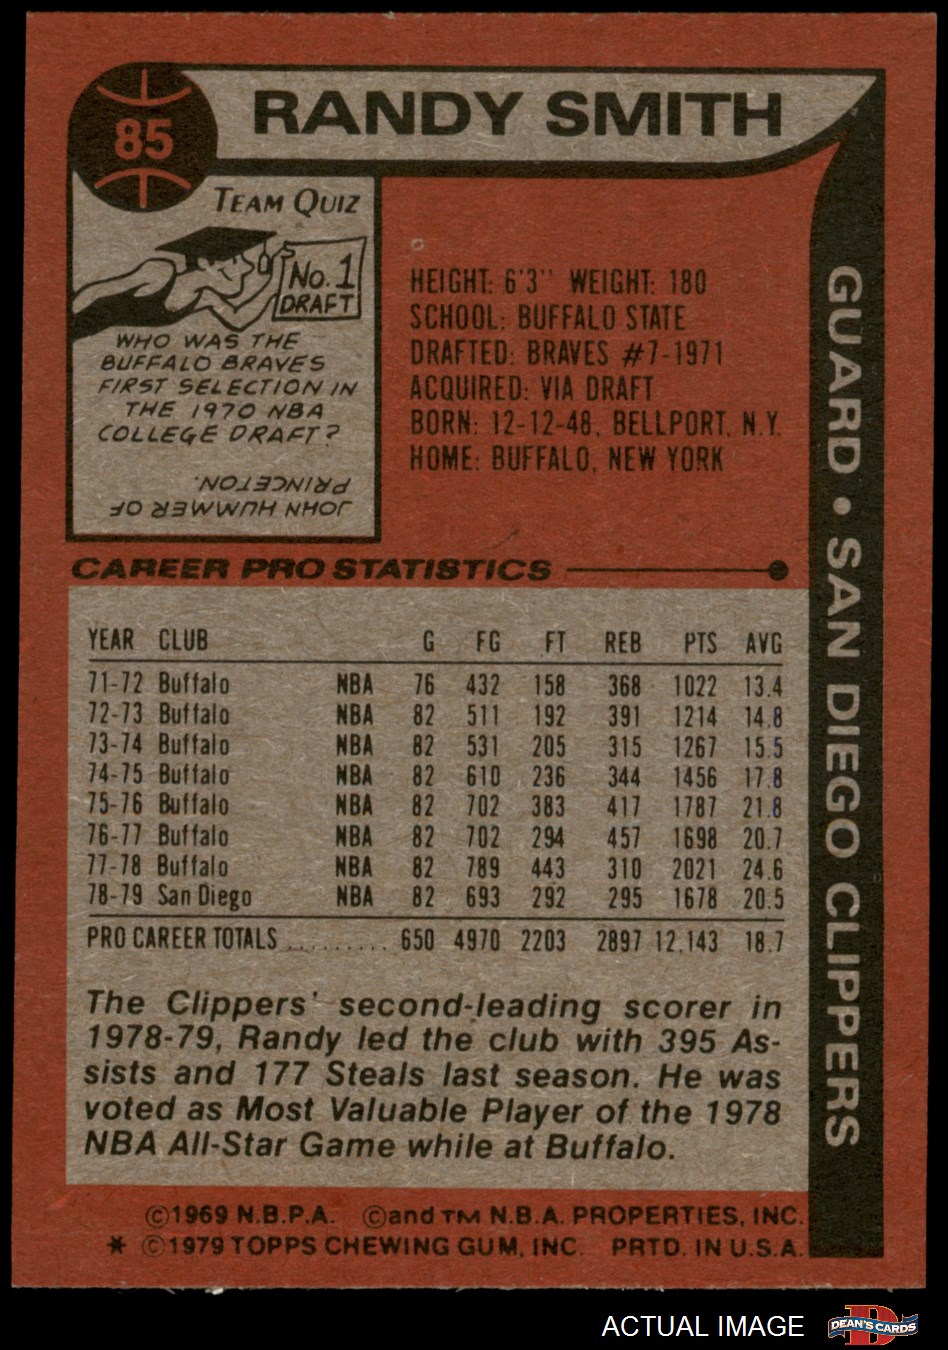 85
RANDY SMITH
TEAM QUIZ
No. 1
DRAFT
WHO WAS THE
BUFFALO BRAVES
FIRST SELECTION IN
THE 1970 NBA
COLLEGE DRAFT?
JOHN HUMMER OF
PRINCETON.
HEIGHT: 6'3" WEIGHT: 180
SCHOOL: BUFFALO STATE
DRAFTED: BRAVES #7-1971
ACQUIRED: VIA DRAFT
BORN: 12-12-48, BELLPORT, N.Y.
HOME: BUFFALO, NEW YORK
GUARD • SAN DIEGO CLIPPERS
CAREER PRO STATISTICS
YEAR CLUB G FG FT REB PTS AVG
71-72 Buffalo NBA 76 432 158 368 1022 13.4
72-73 Buffalo NBA 82 511 192 391 1214 14.8
73-74 Buffalo NBA 82 531 205 315 1267 15.5
74-75 Buffalo NBA 82 610 236 344 1456 17.8
75-76 Buffalo NBA 82 702 383 417 1787 21.8
76-77 Buffalo NBA 82 702 294 457 1698 20.7
77-78 Buffalo NBA 82 789 443 310 2021 24.6
78-79 San Diego NBA 82 693 292 295 1678 20.5
PRO CAREER TOTALS ......... 650 4970 2203 2897 12,143 18.7
The Clippers' second-leading scorer in
1978-79, Randy led the club with 395 As-
sists and 177 Steals last season. He was
voted as Most Valuable Player of the 1978
NBA All-Star Game while at Buffalo.
©1969 N.B.P.A. ©and TM N.B.A. PROPERTIES, INC.
* ©1979 TOPPS CHEWING GUM, INC. PRTD. IN U.S.A.
ACTUAL IMAGE
D
DEAN'S CARDS